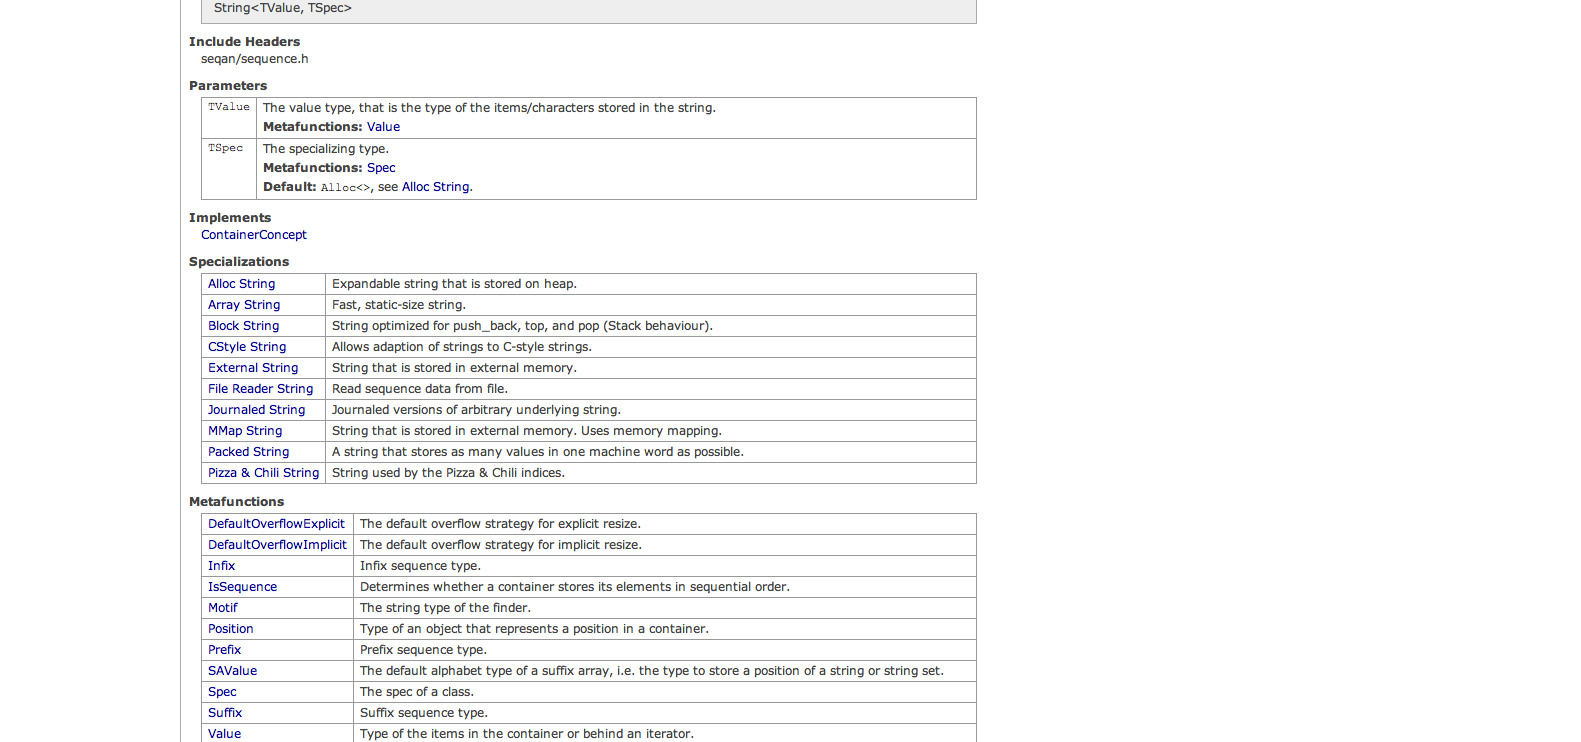 String<TValue, TSpec>
Include Headers
seqan/sequence.h
Parameters
TValue The value type, that is the type of the items/characters stored in the string.
Metafunctions: Value
TSpec The specializing type.
Metafunctions: Spec
Default: Alloc<>, see Alloc String.
Implements
ContainerConcept
Specializations
Alloc String Expandable string that is stored on heap.
Array String Fast, static-size string.
Block String String optimized for push_back, top, and pop (Stack behaviour).
CStyle String Allows adaption of strings to C-style strings.
External String String that is stored in external memory.
File Reader String Read sequence data from file.
Journaled String Journaled versions of arbitrary underlying string.
MMap String String that is stored in external memory. Uses memory mapping.
Packed String A string that stores as many values in one machine word as possible.
Pizza & Chili String String used by the Pizza & Chili indices.
Metafunctions
DefaultOverflowExplicit The default overflow strategy for explicit resize.
DefaultOverflowImplicit The default overflow strategy for implicit resize.
Infix Infix sequence type.
IsSequence Determines whether a container stores its elements in sequential order.
Motif The string type of the finder.
Position Type of an object that represents a position in a container.
Prefix Prefix sequence type.
SAValue The default alphabet type of a suffix array, i.e. the type to store a position of a string or string set.
Spec The spec of a class.
Suffix Suffix sequence type.
Value Type of the items in the container or behind an iterator.